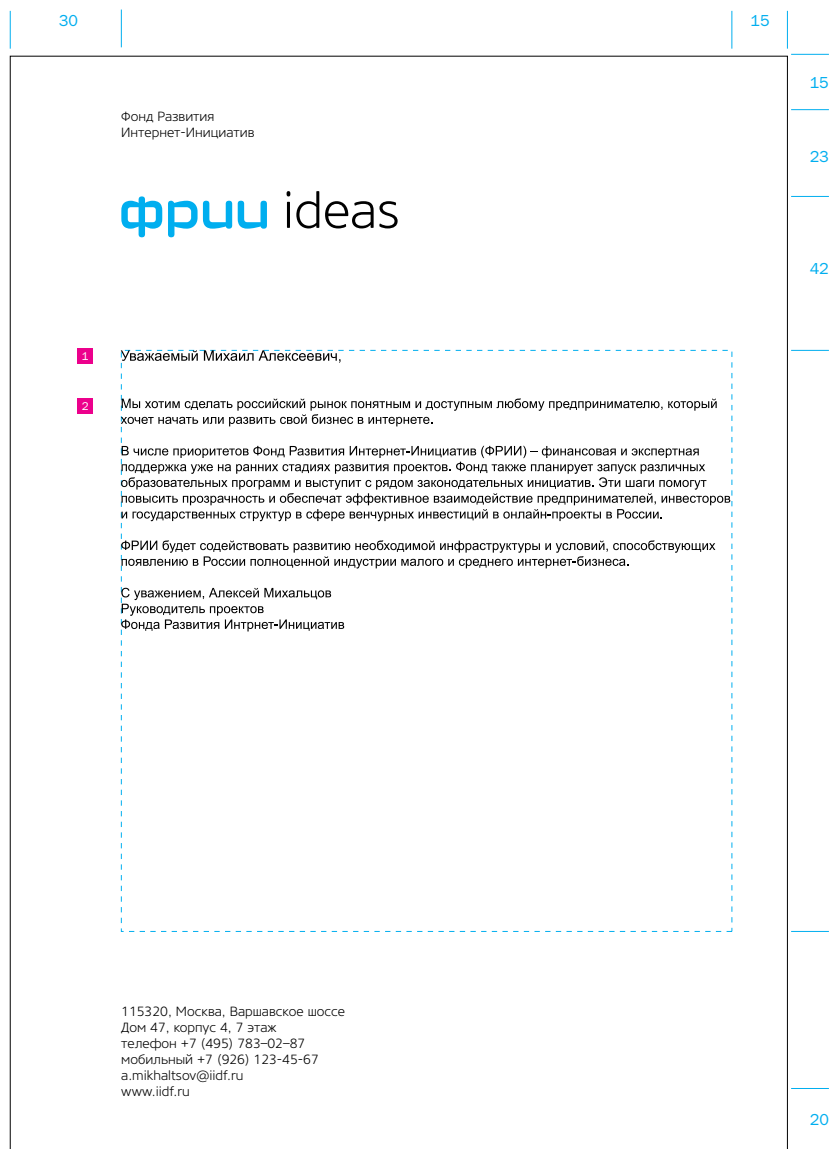 30
15
15
Фонд Развития
Интернет-Инициатив
23
фрии ideas
42
1
Уважаемый Михаил Алексеевич,
2
Мы хотим сделать российский рынок понятным и доступным любому предпринимателю, который
хочет начать или развить свой бизнес в интернете.
В числе приоритетов Фонд Развития Интернет-Инициатив (ФРИИ) – финансовая и экспертная
поддержка уже на ранних стадиях развития проектов. Фонд также планирует запуск различных
образовательных программ и выступит с рядом законодательных инициатив. Эти шаги помогут
повысить прозрачность и обеспечат эффективное взаимодействие предпринимателей, инвесторов
и государственных структур в сфере венчурных инвестиций в онлайн-проекты в России.
ФРИИ будет содействовать развитию необходимой инфраструктуры и условий, способствующих
появлению в России полноценной индустрии малого и среднего интернет-бизнеса.
С уважением, Алексей Михальцов
Руководитель проектов
Фонда Развития Интрнет-Инициатив
115320, Москва, Варшавское шоссе
Дом 47, корпус 4, 7 этаж
телефон +7 (495) 783–02–87
мобильный +7 (926) 123-45-67
a.mikhaltsov@iidf.ru
www.iidf.ru
20